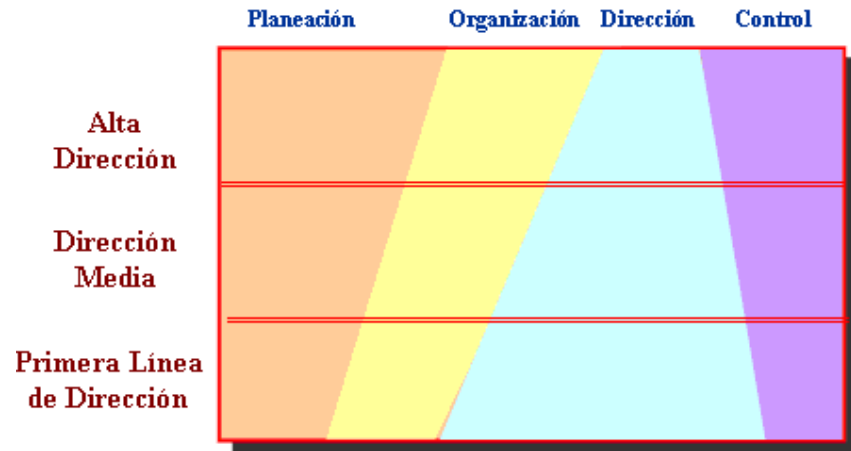 Planeación Organización Dirección Control
Alta
Dirección
Dirección
Media
Primera Línea
de Dirección